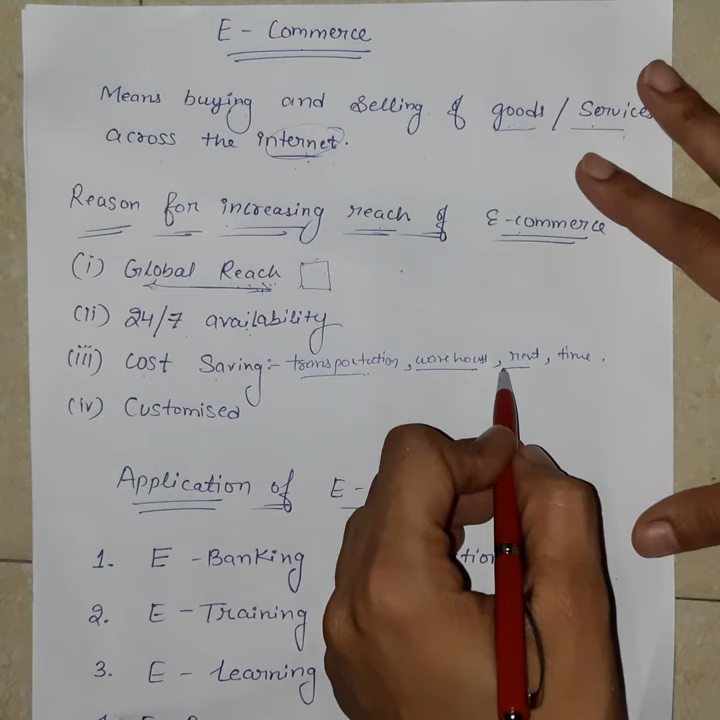 E - Commerce
Means buying and selling of goods / Services
across the internet.
Reason for increasing reach of E-commerce
(i) Global Reach
(ii) 24/7 availability
(iii) Cost Saving:- transportation, warehouse, rent, time.
(iv) Customised
Application of E-
1. E - Banking
2. E - Training
3. E - Learning